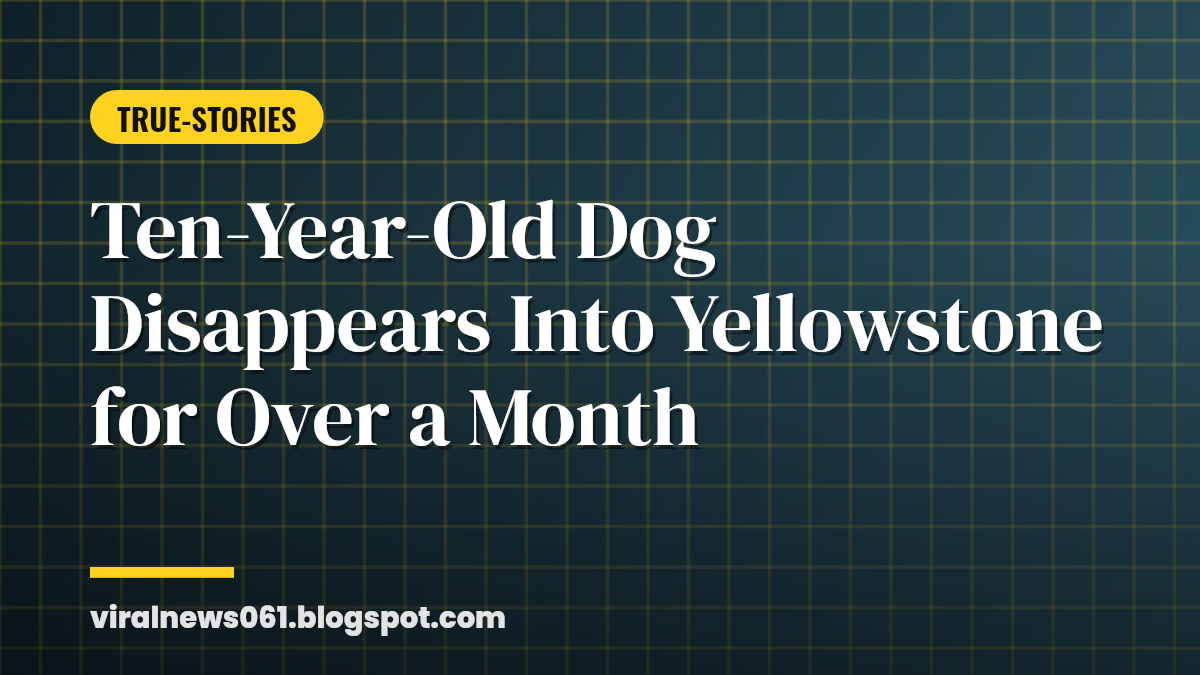 TRUE-STORIES
Ten-Year-Old Dog
Disappears Into Yellowstone
for Over a Month
viralnews061.blogspot.com